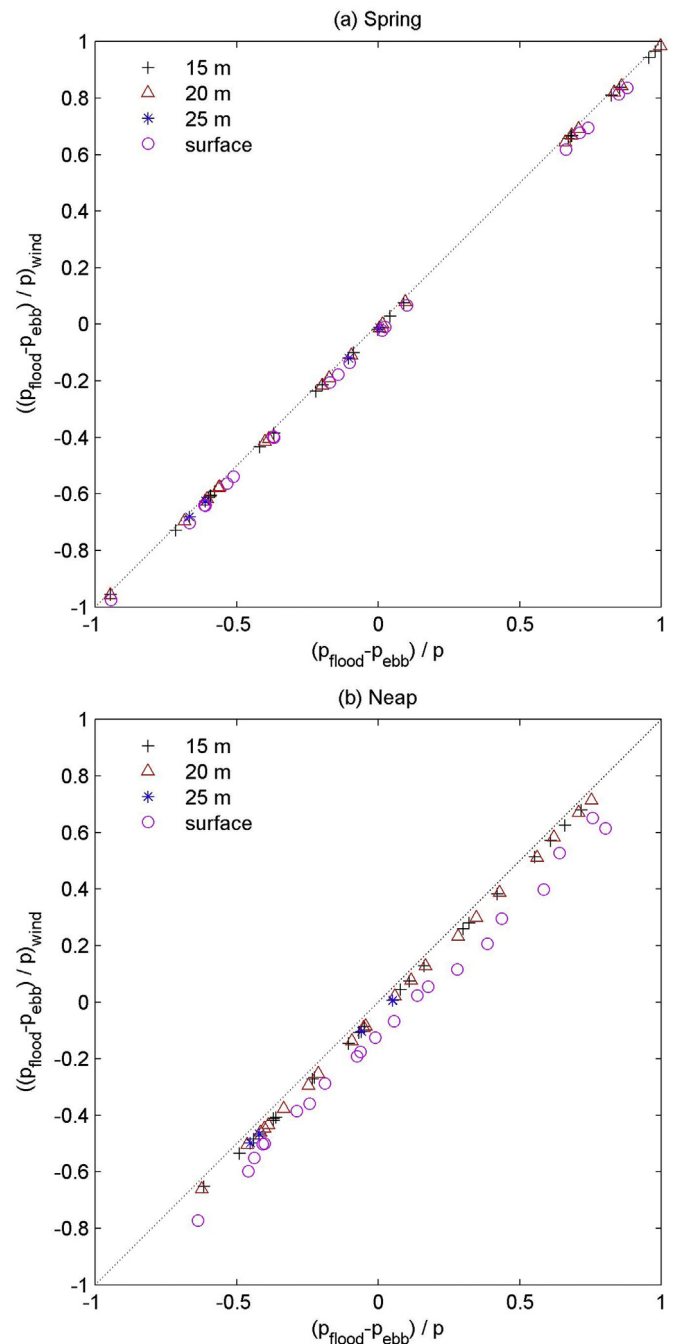 (a) Spring
1
0.8
0.6
0.4
0.2
0
-0.2
-0.4
-0.6
-0.8
-1
((p_flood-p_ebb) / p)_wind
15 m
20 m
25 m
surface
-1 -0.5 0 0.5 1
(p_flood-p_ebb) / p
(b) Neap
1
0.8
0.6
0.4
0.2
0
-0.2
-0.4
-0.6
-0.8
-1
((p_flood-p_ebb) / p)_wind
15 m
20 m
25 m
surface
-1 -0.5 0 0.5 1
(p_flood-p_ebb) / p